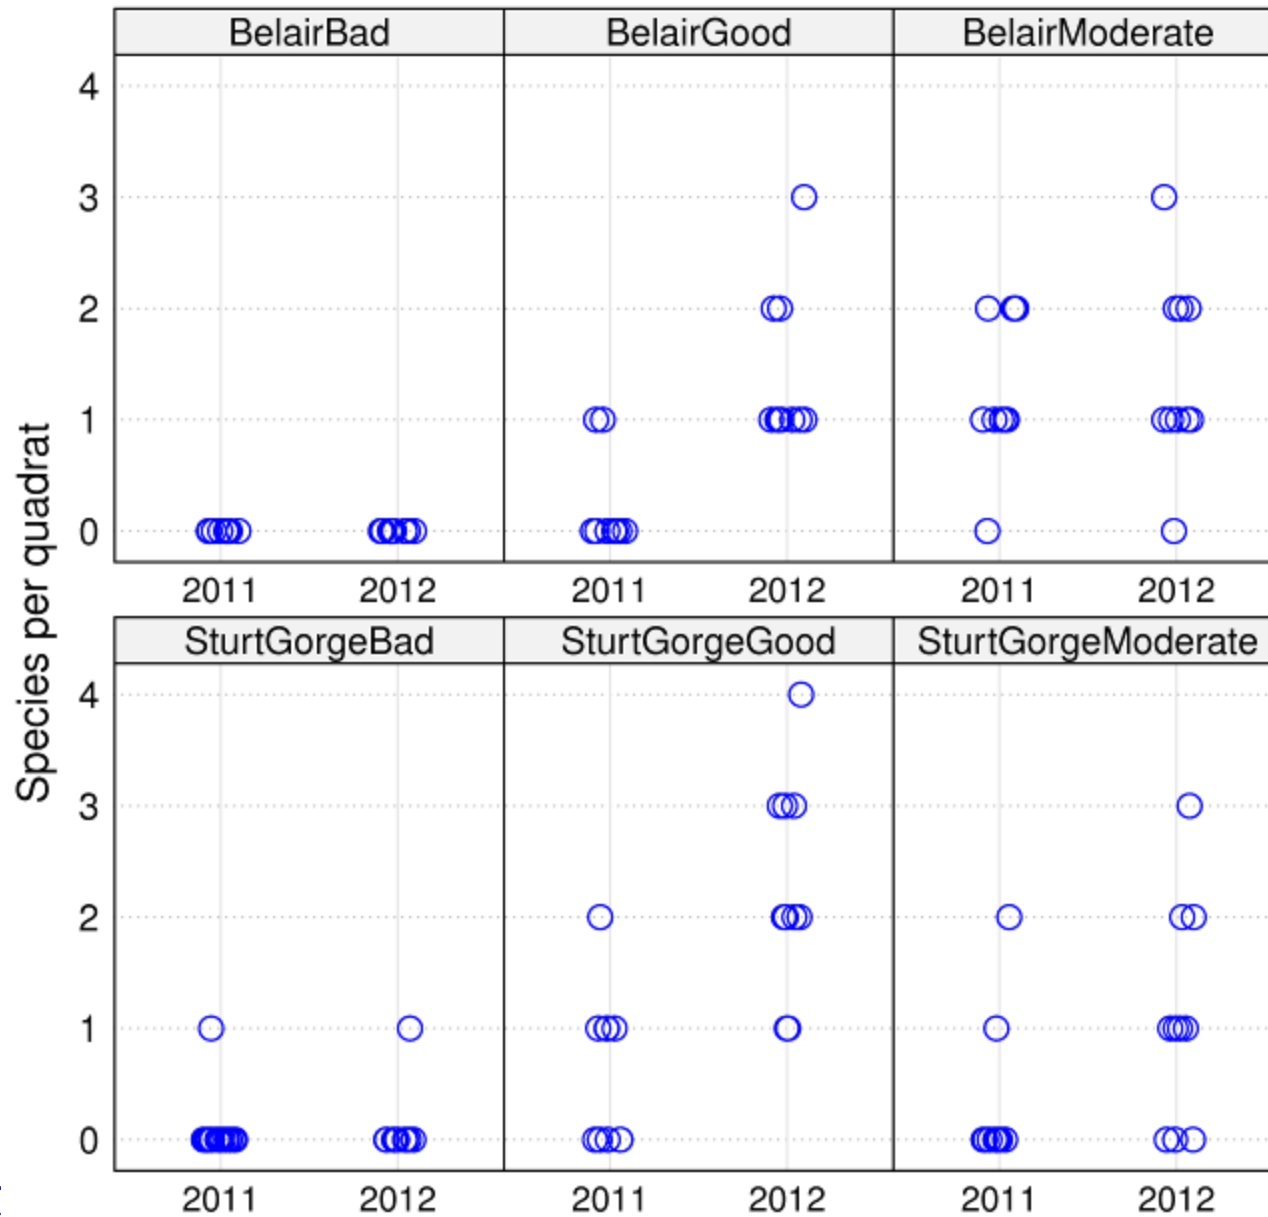 BelairBad BelairGood BelairModerate
4
3
2
1
0
2011 2012 2011 2012 2011 2012
Species per quadrat
SturtGorgeBad SturtGorgeGood SturtGorgeModerate
4
3
2
1
0
2011 2012 2011 2012 2011 2012